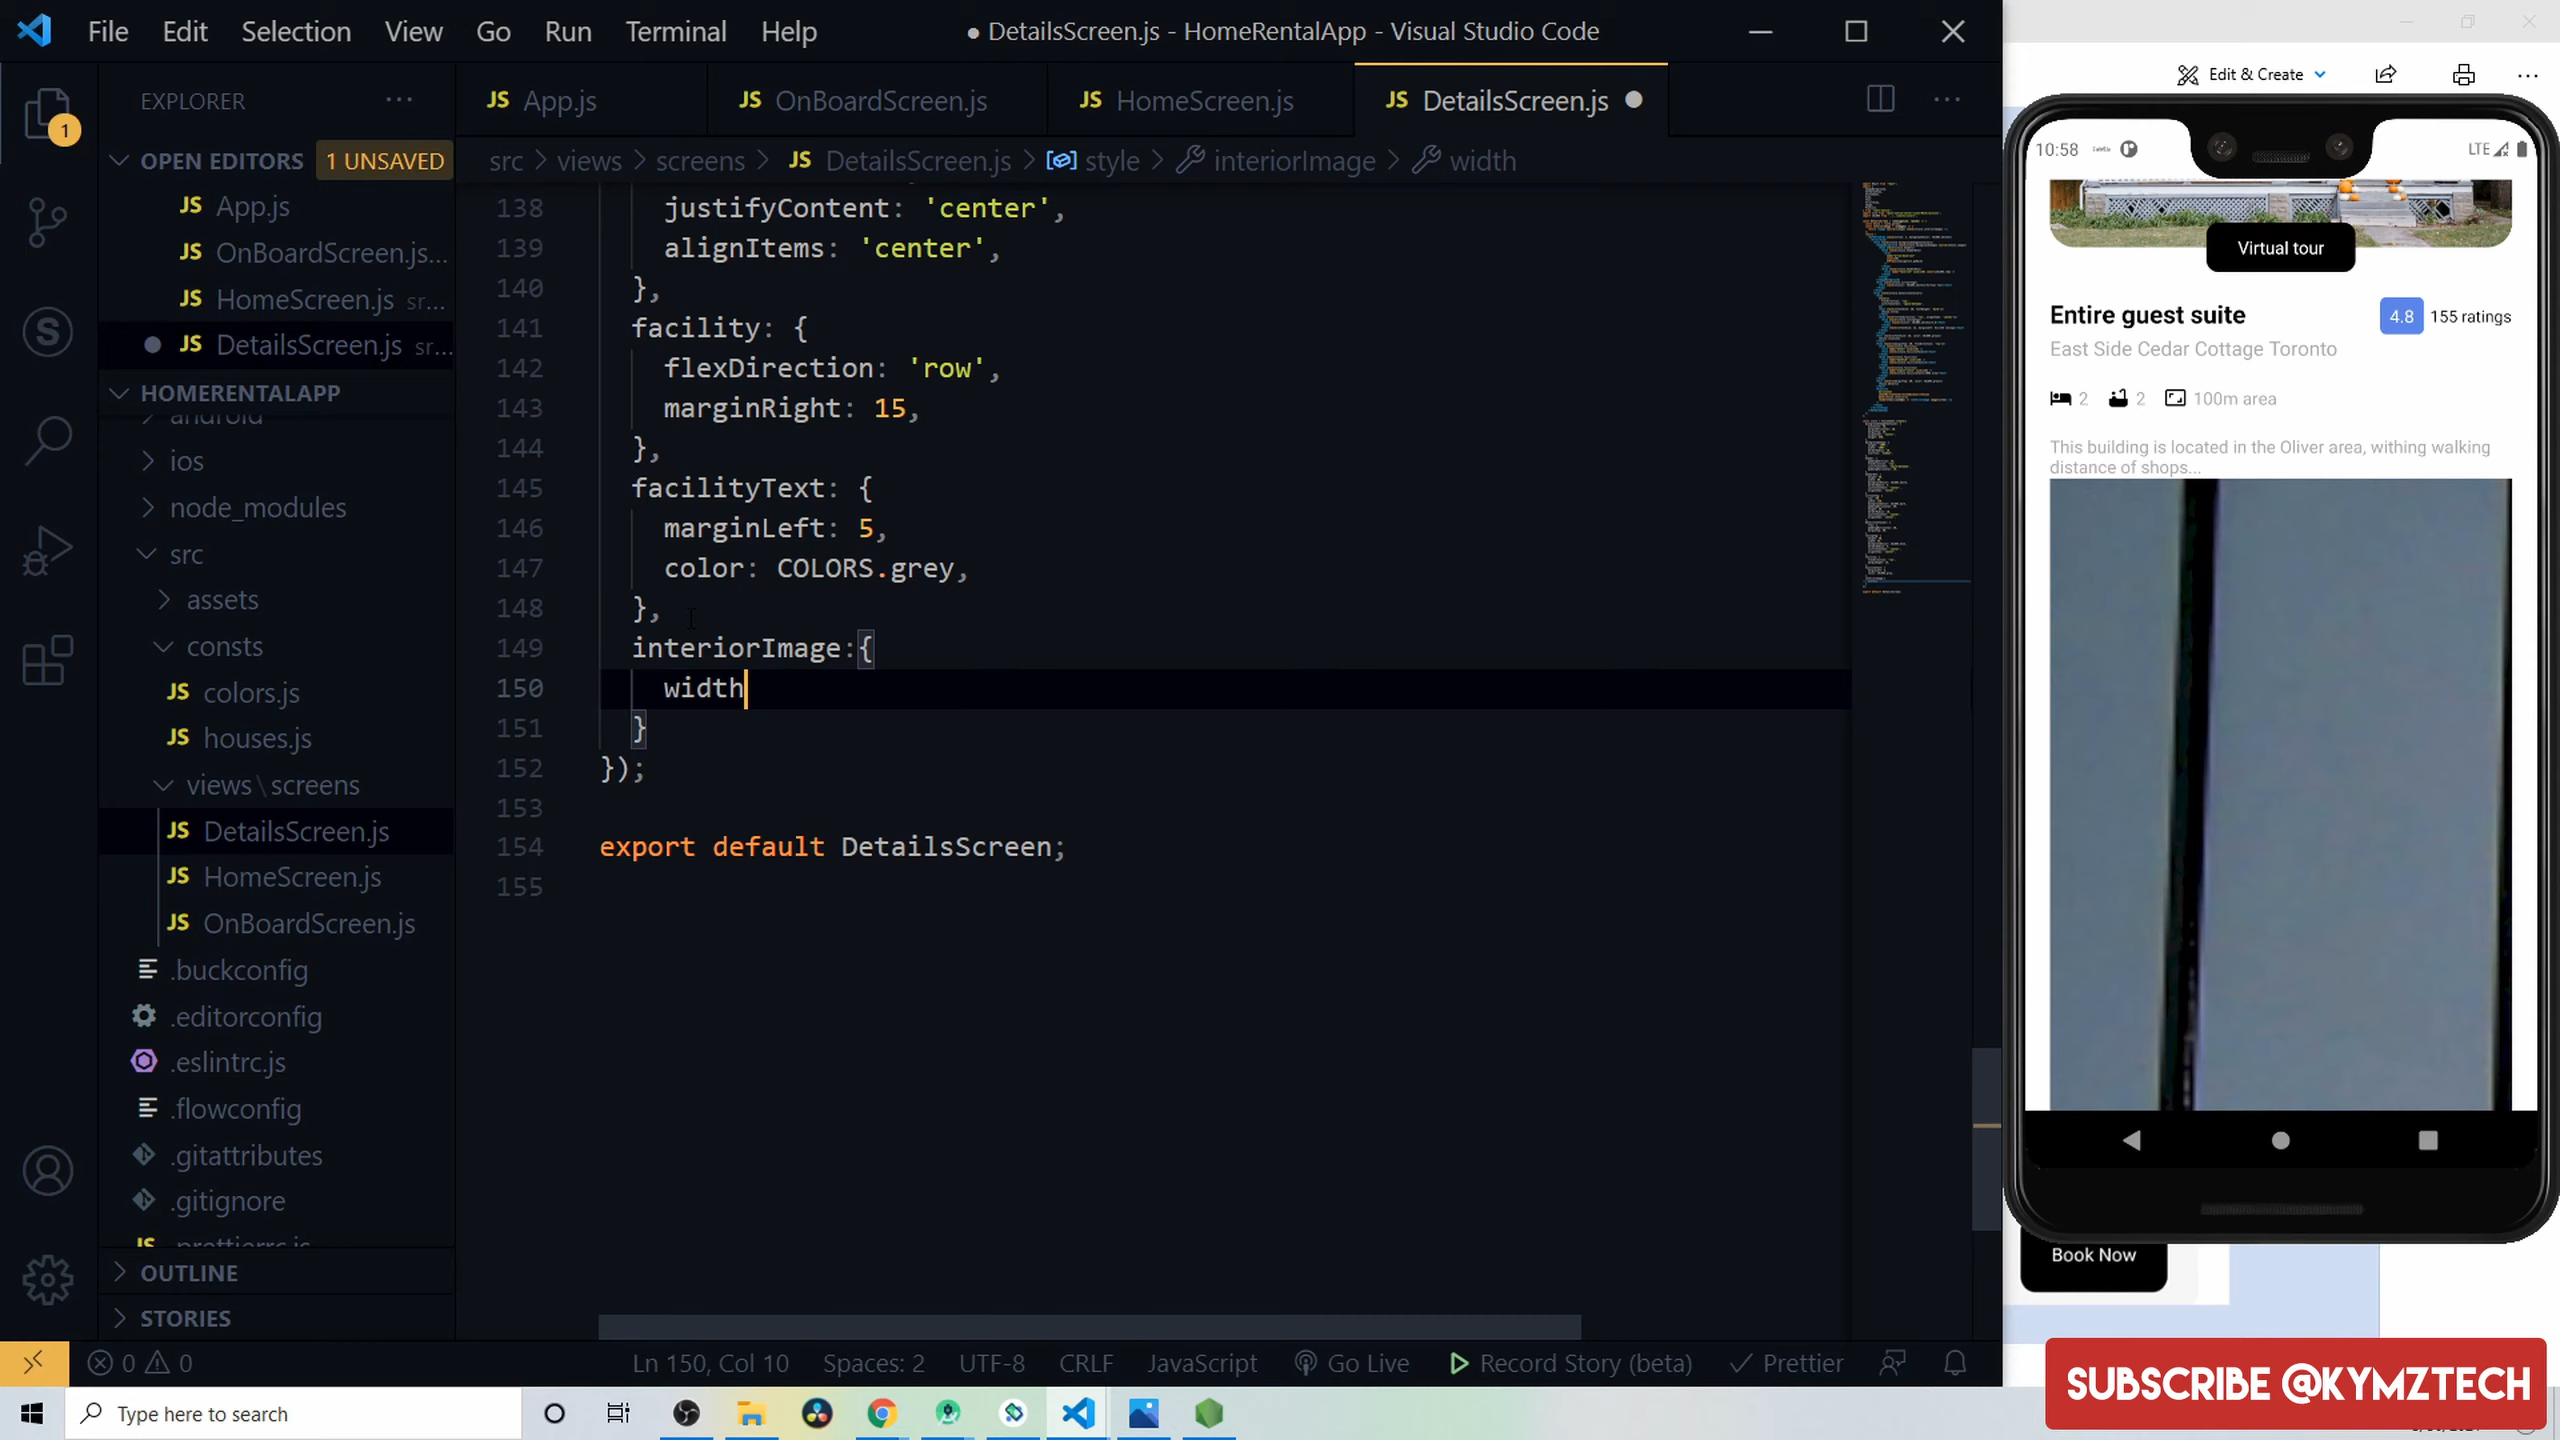 File Edit Selection View Go Run Terminal Help
● DetailsScreen.js - HomeRentalApp - Visual Studio Code
EXPLORER
1
OPEN EDITORS
1 UNSAVED
JS App.js
JS OnBoardScreen.js...
JS HomeScreen.js sr...
JS DetailsScreen.js sr...
HOMERENTALAPP
android
ios
node_modules
src
assets
consts
JS colors.js
JS houses.js
views\screens
JS DetailsScreen.js
JS HomeScreen.js
JS OnBoardScreen.js
.buckconfig
.editorconfig
.eslintrc.js
.flowconfig
.gitattributes
.gitignore
JS .prettierrc.js
OUTLINE
STORIES
JS App.js
JS OnBoardScreen.js
JS HomeScreen.js
JS DetailsScreen.js
src > views > screens > JS DetailsScreen.js > style > interiorImage > width
138 justifyContent: 'center',
139 alignItems: 'center',
140 },
141 facility: {
142 flexDirection: 'row',
143 marginRight: 15,
144 },
145 facilityText: {
146 marginLeft: 5,
147 color: COLORS.grey,
148 },
149 interiorImage:{
150 width
151 }
152 });
153
154 export default DetailsScreen;
155
0 0
Ln 150, Col 10 Spaces: 2 UTF-8 CRLF JavaScript Go Live Record Story (beta) Prettier
Type here to search
Edit & Create
10:58
LTE
Virtual tour
Entire guest suite
4.8 155 ratings
East Side Cedar Cottage Toronto
2 2 100m area
This building is located in the Oliver area, withing walking
distance of shops...
Book Now
SUBSCRIBE @KYMZTECH